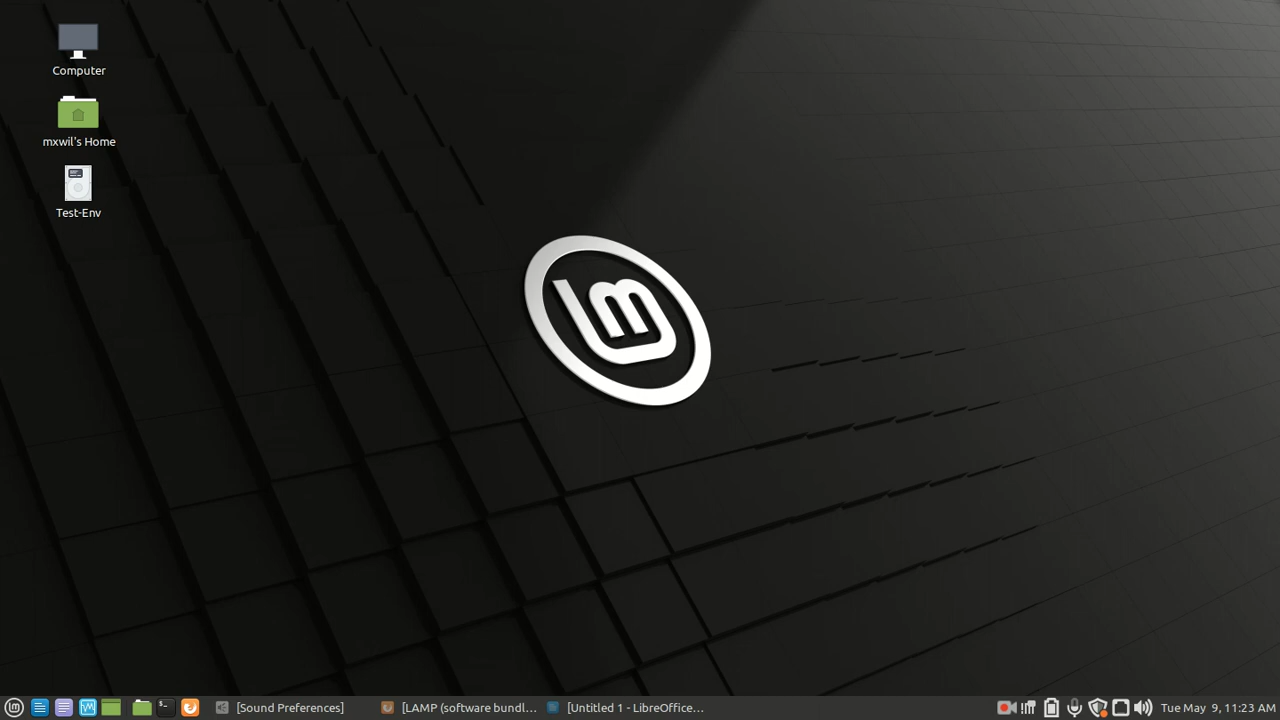 Computer
mxwil's Home
Test-Env
[Sound Preferences]
[LAMP (software bundl...
[Untitled 1 - LibreOffice...
Tue May 9, 11:23 AM